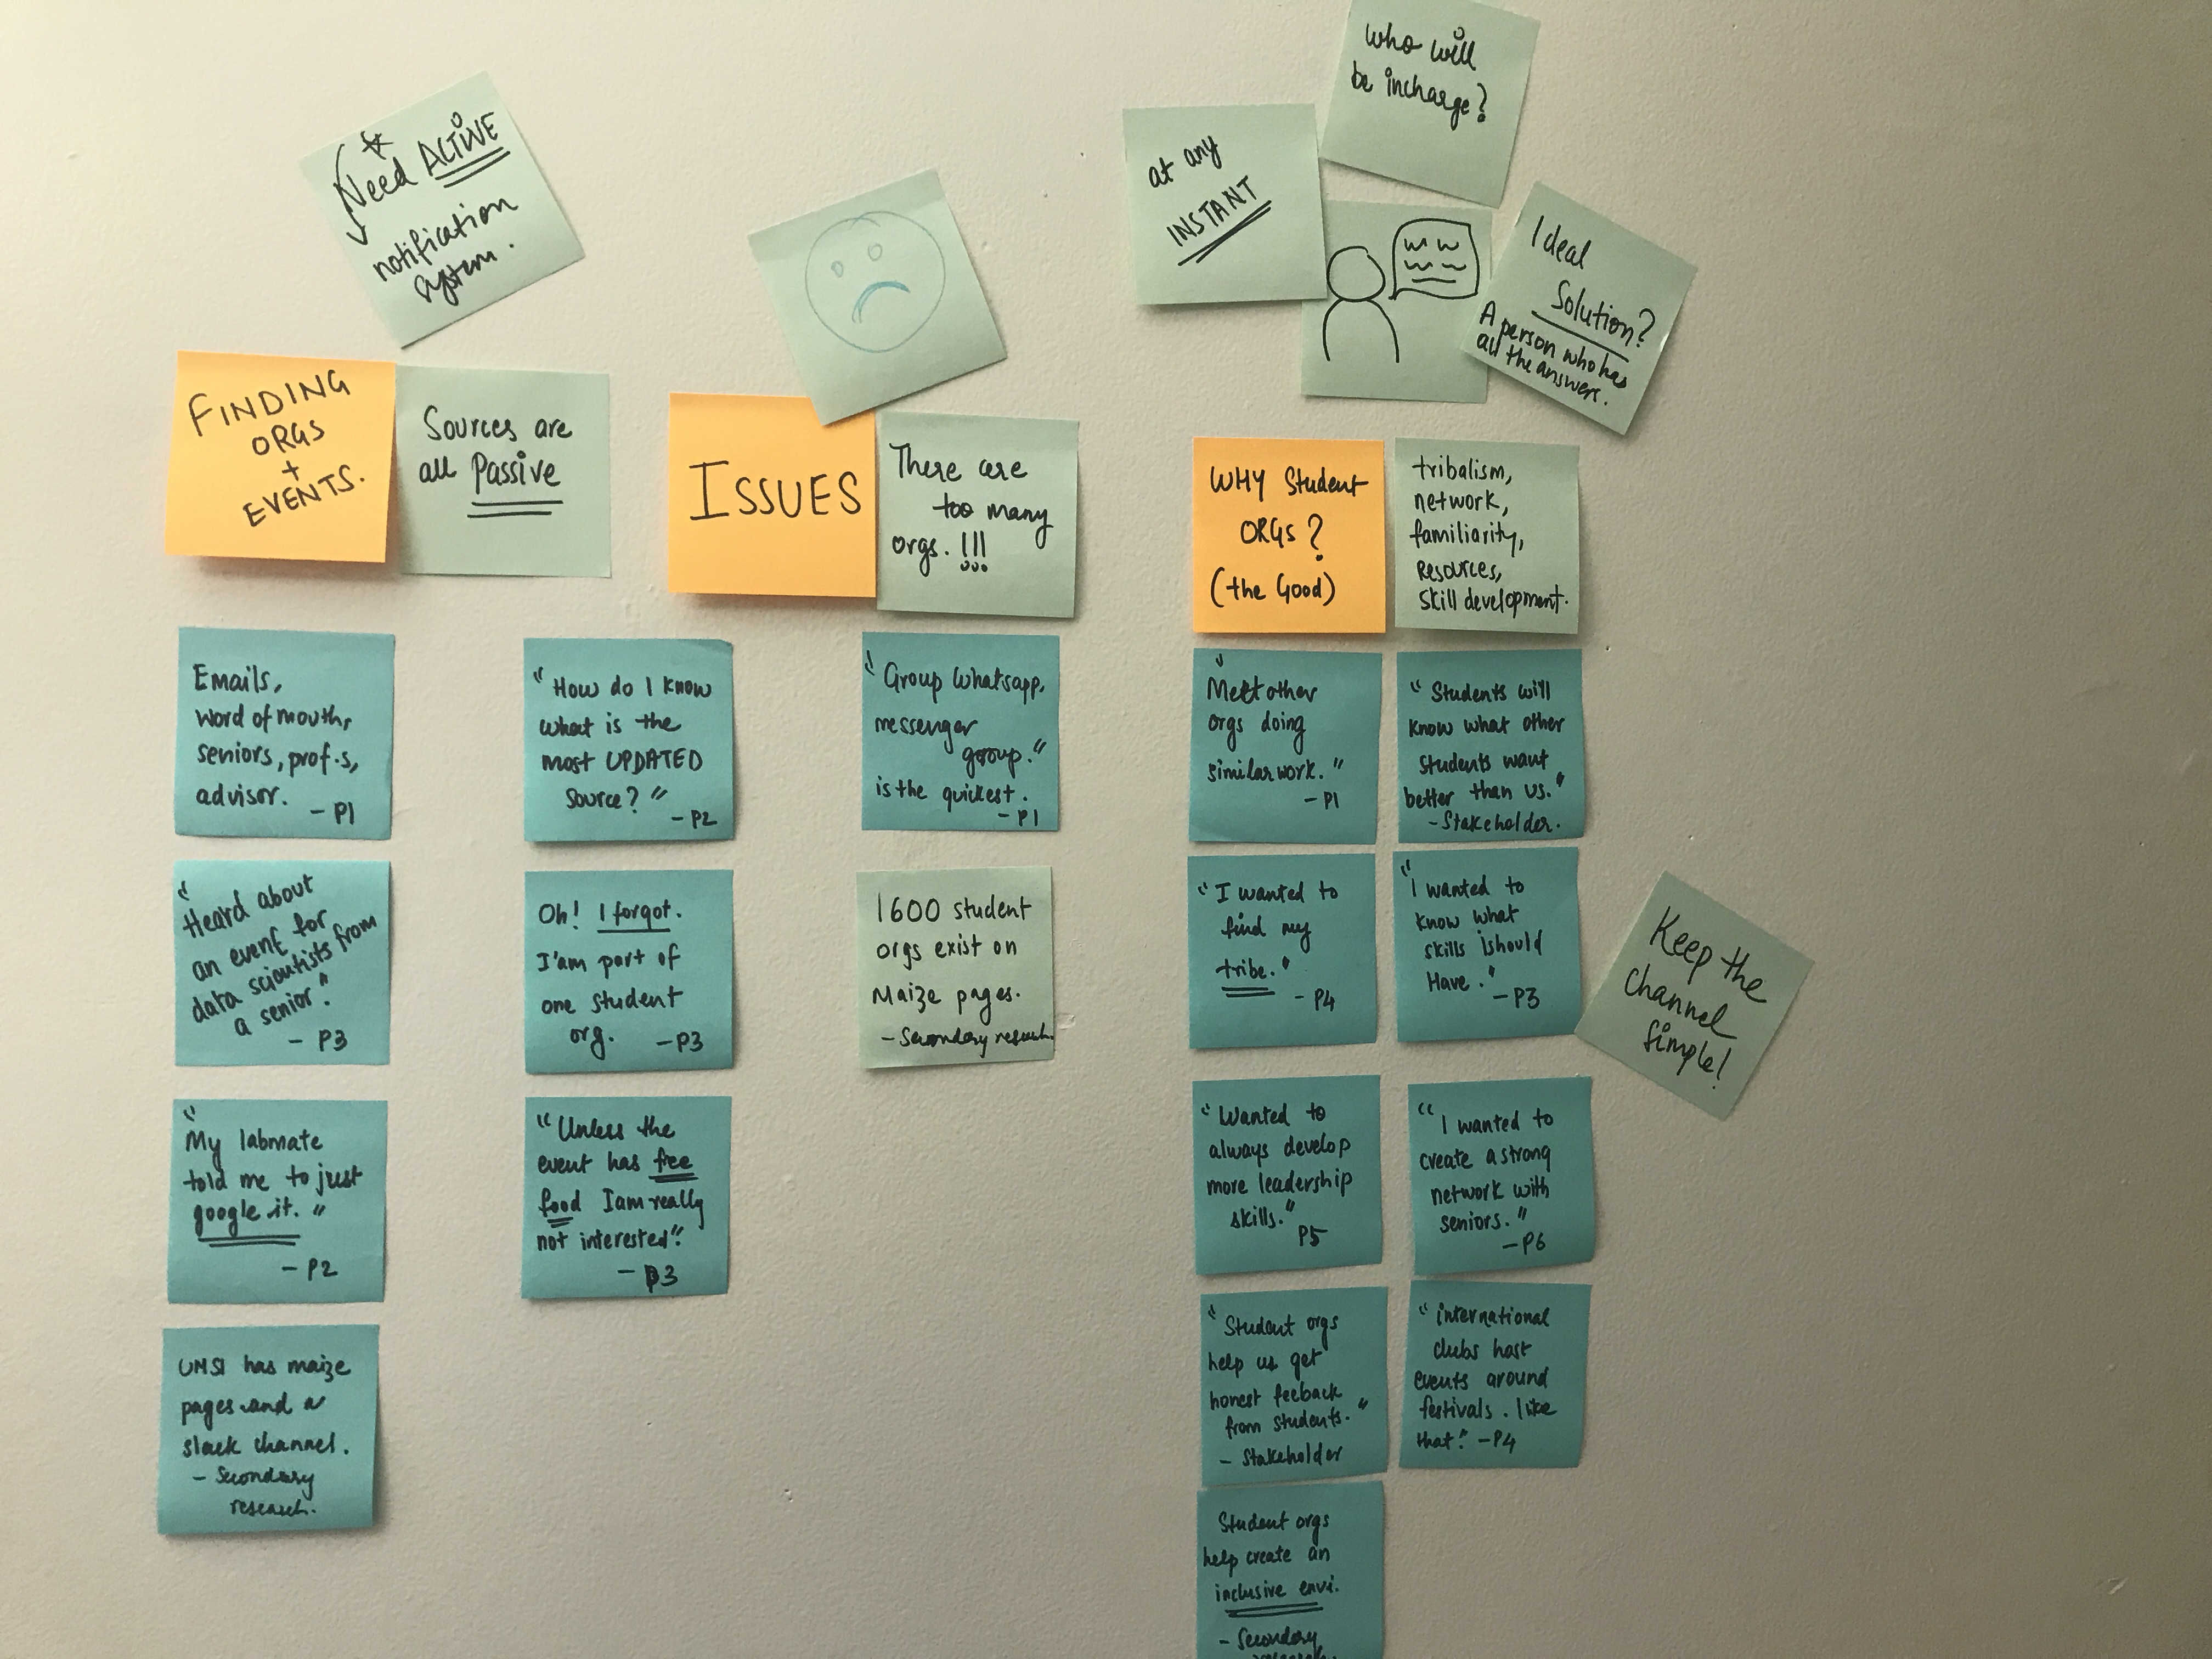 Need ACTIVE
notification
system.
FINDING
ORGS
+
EVENTS.
Sources are
all Passive
Emails,
word of mouth,
seniors, prof.s,
advisor. - P1
"Heard about
an event for
data scientists from
a senior."
- P3
"My labmate
told me to just
google it."
- P2
UMSI has maize
pages and a
slack channel.
- Secondary
research.
ISSUES
There are
too many
orgs. !!!
"How do I know
what is the
most UPDATED
source?"
- P2
Oh! I forgot.
I'am part of
one student
org. - P3
"Unless the
event has free
food I am really
not interested."
- P3
"Group whatsapp,
messenger
group."
is the quickest.
- P1
1600 student
orgs exist on
Maize pages.
- Secondary research.
who will
be incharge?
at any
INSTANT
Ideal
Solution?
A person who has
all the answers.
WHY Student
ORGS?
(the Good)
tribalism,
network,
familiarity,
resources,
skill development.
"Meet other
orgs doing
similar work."
- P1
"Students will
know what other
students want
better than us."
- Stakeholder.
"I wanted to
find my
tribe."
- P4
"I wanted to
know what
skills ishould
Have."
- P3
Keep the
channel
simple!
"Wanted to
always develop
more leadership
skills."
P5
"I wanted to
create a strong
network with
seniors."
- P6
"Student orgs
help us get
honest feeback
from students."
- Stakeholder
"international
clubs host
events around
festivals. I like
that." - P4
Student orgs
help create an
inclusive envi.
- Secondary